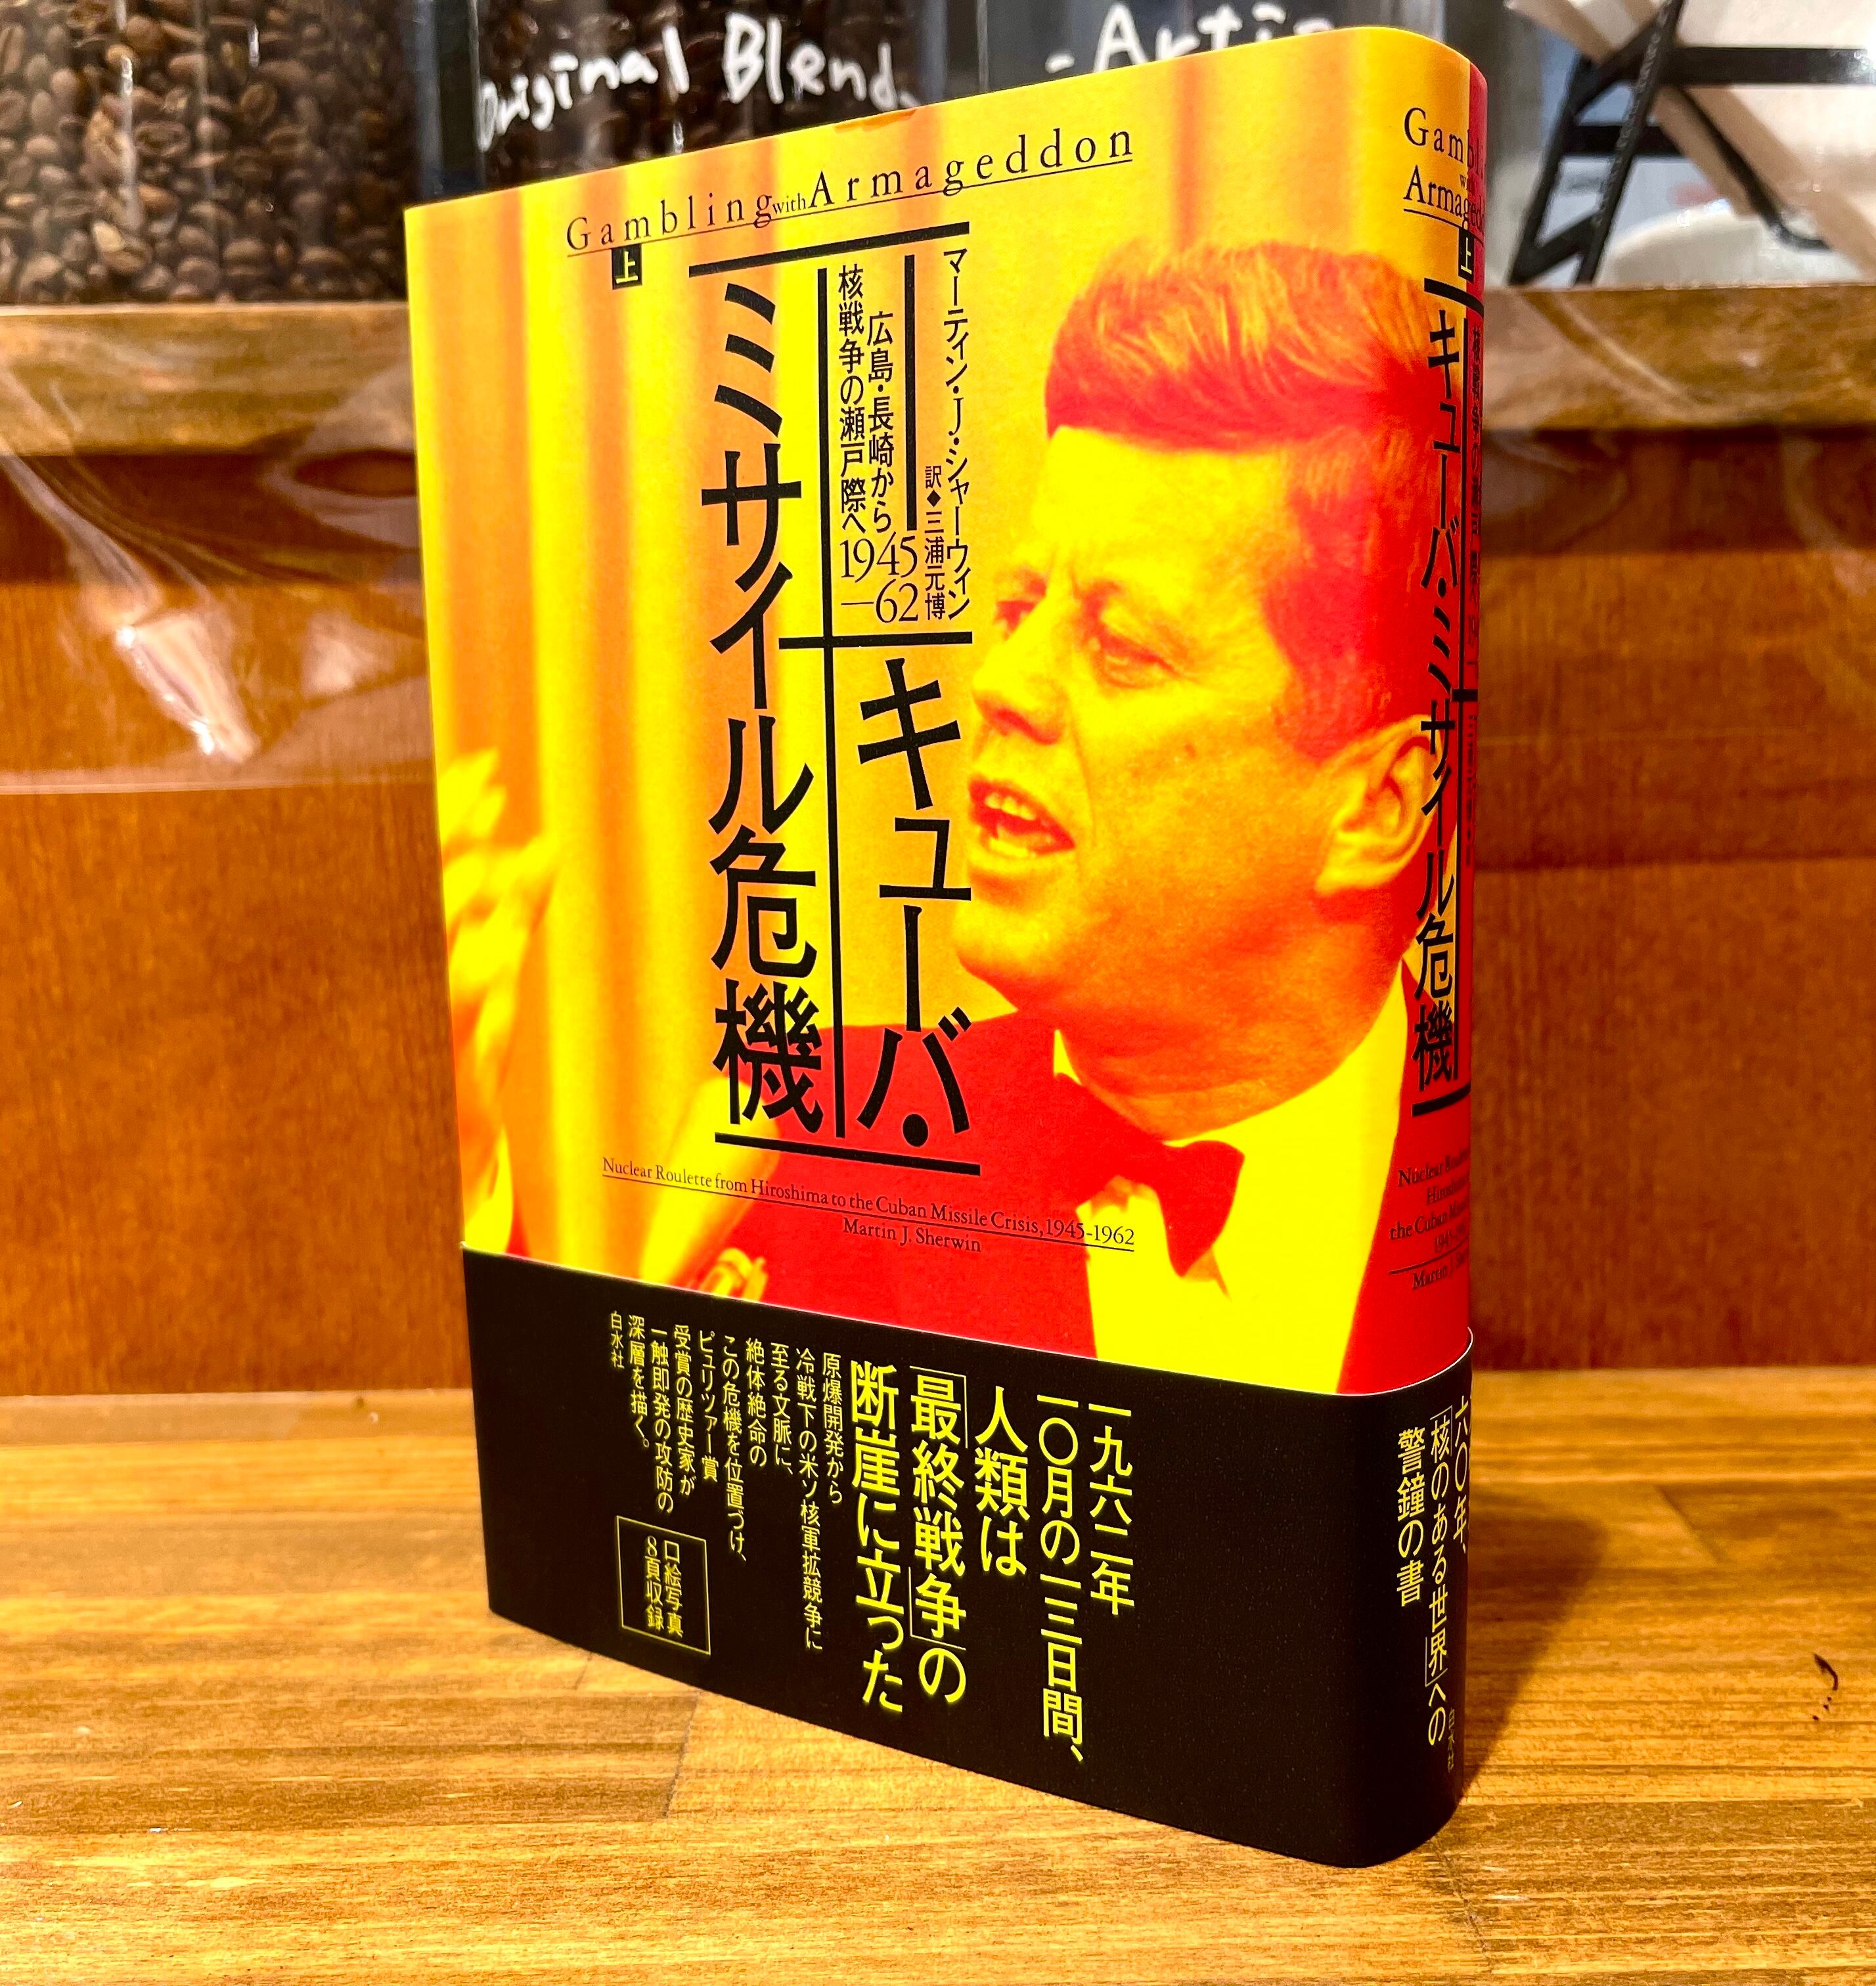 Original Blend
Gambling with Armageddon
上
マーティン・J・シャーウィン
訳◆三浦元博
広島・長崎から
核戦争の瀬戸際へ
1945
—62
キューバ・
ミサイル危機
Nuclear Roulette from Hiroshima to the Cuban Missile Crisis, 1945-1962
Martin J. Sherwin
一九六二年
一〇月の一三日間、
人類は
「最終戦争」の
断崖に立った
原爆開発から
冷戦下の米ソ核軍拡競争に
至る文脈に、
絶体絶命の
この危機を位置づけ、
ピュリツァー賞
受賞の歴史家が
一触即発の攻防の
深層を描く。
白水社
口絵写真
8頁収録
上
キューバ・ミサイル危機
六〇年、
「核のある世界」への
警鐘の書
白水社